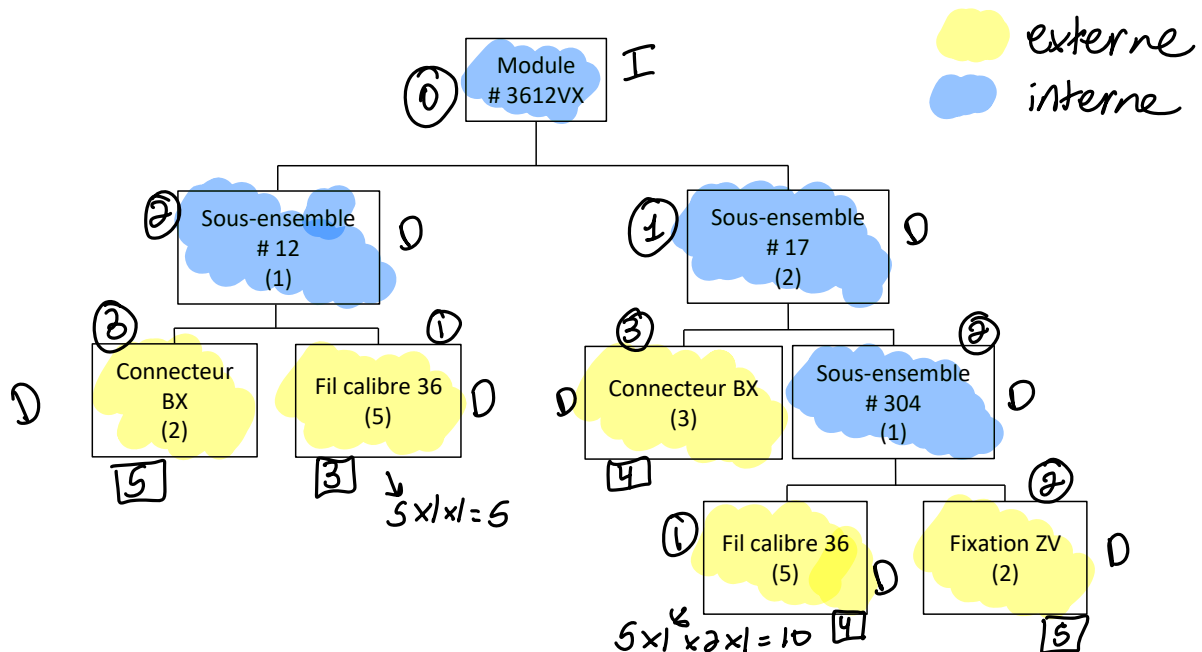 externe
interne
Module
# 3612VX
I
0
2
Sous-ensemble
# 12
(1)
D
1
Sous-ensemble
# 17
(2)
D
3
Connecteur
BX
(2)
D
5
1
Fil calibre 36
(5)
D
3
5x1x1=5
3
Connecteur BX
(3)
D
4
2
Sous-ensemble
# 304
(1)
D
1
Fil calibre 36
(5)
D
4
5x1x2x1=10
2
Fixation ZV
(2)
D
5